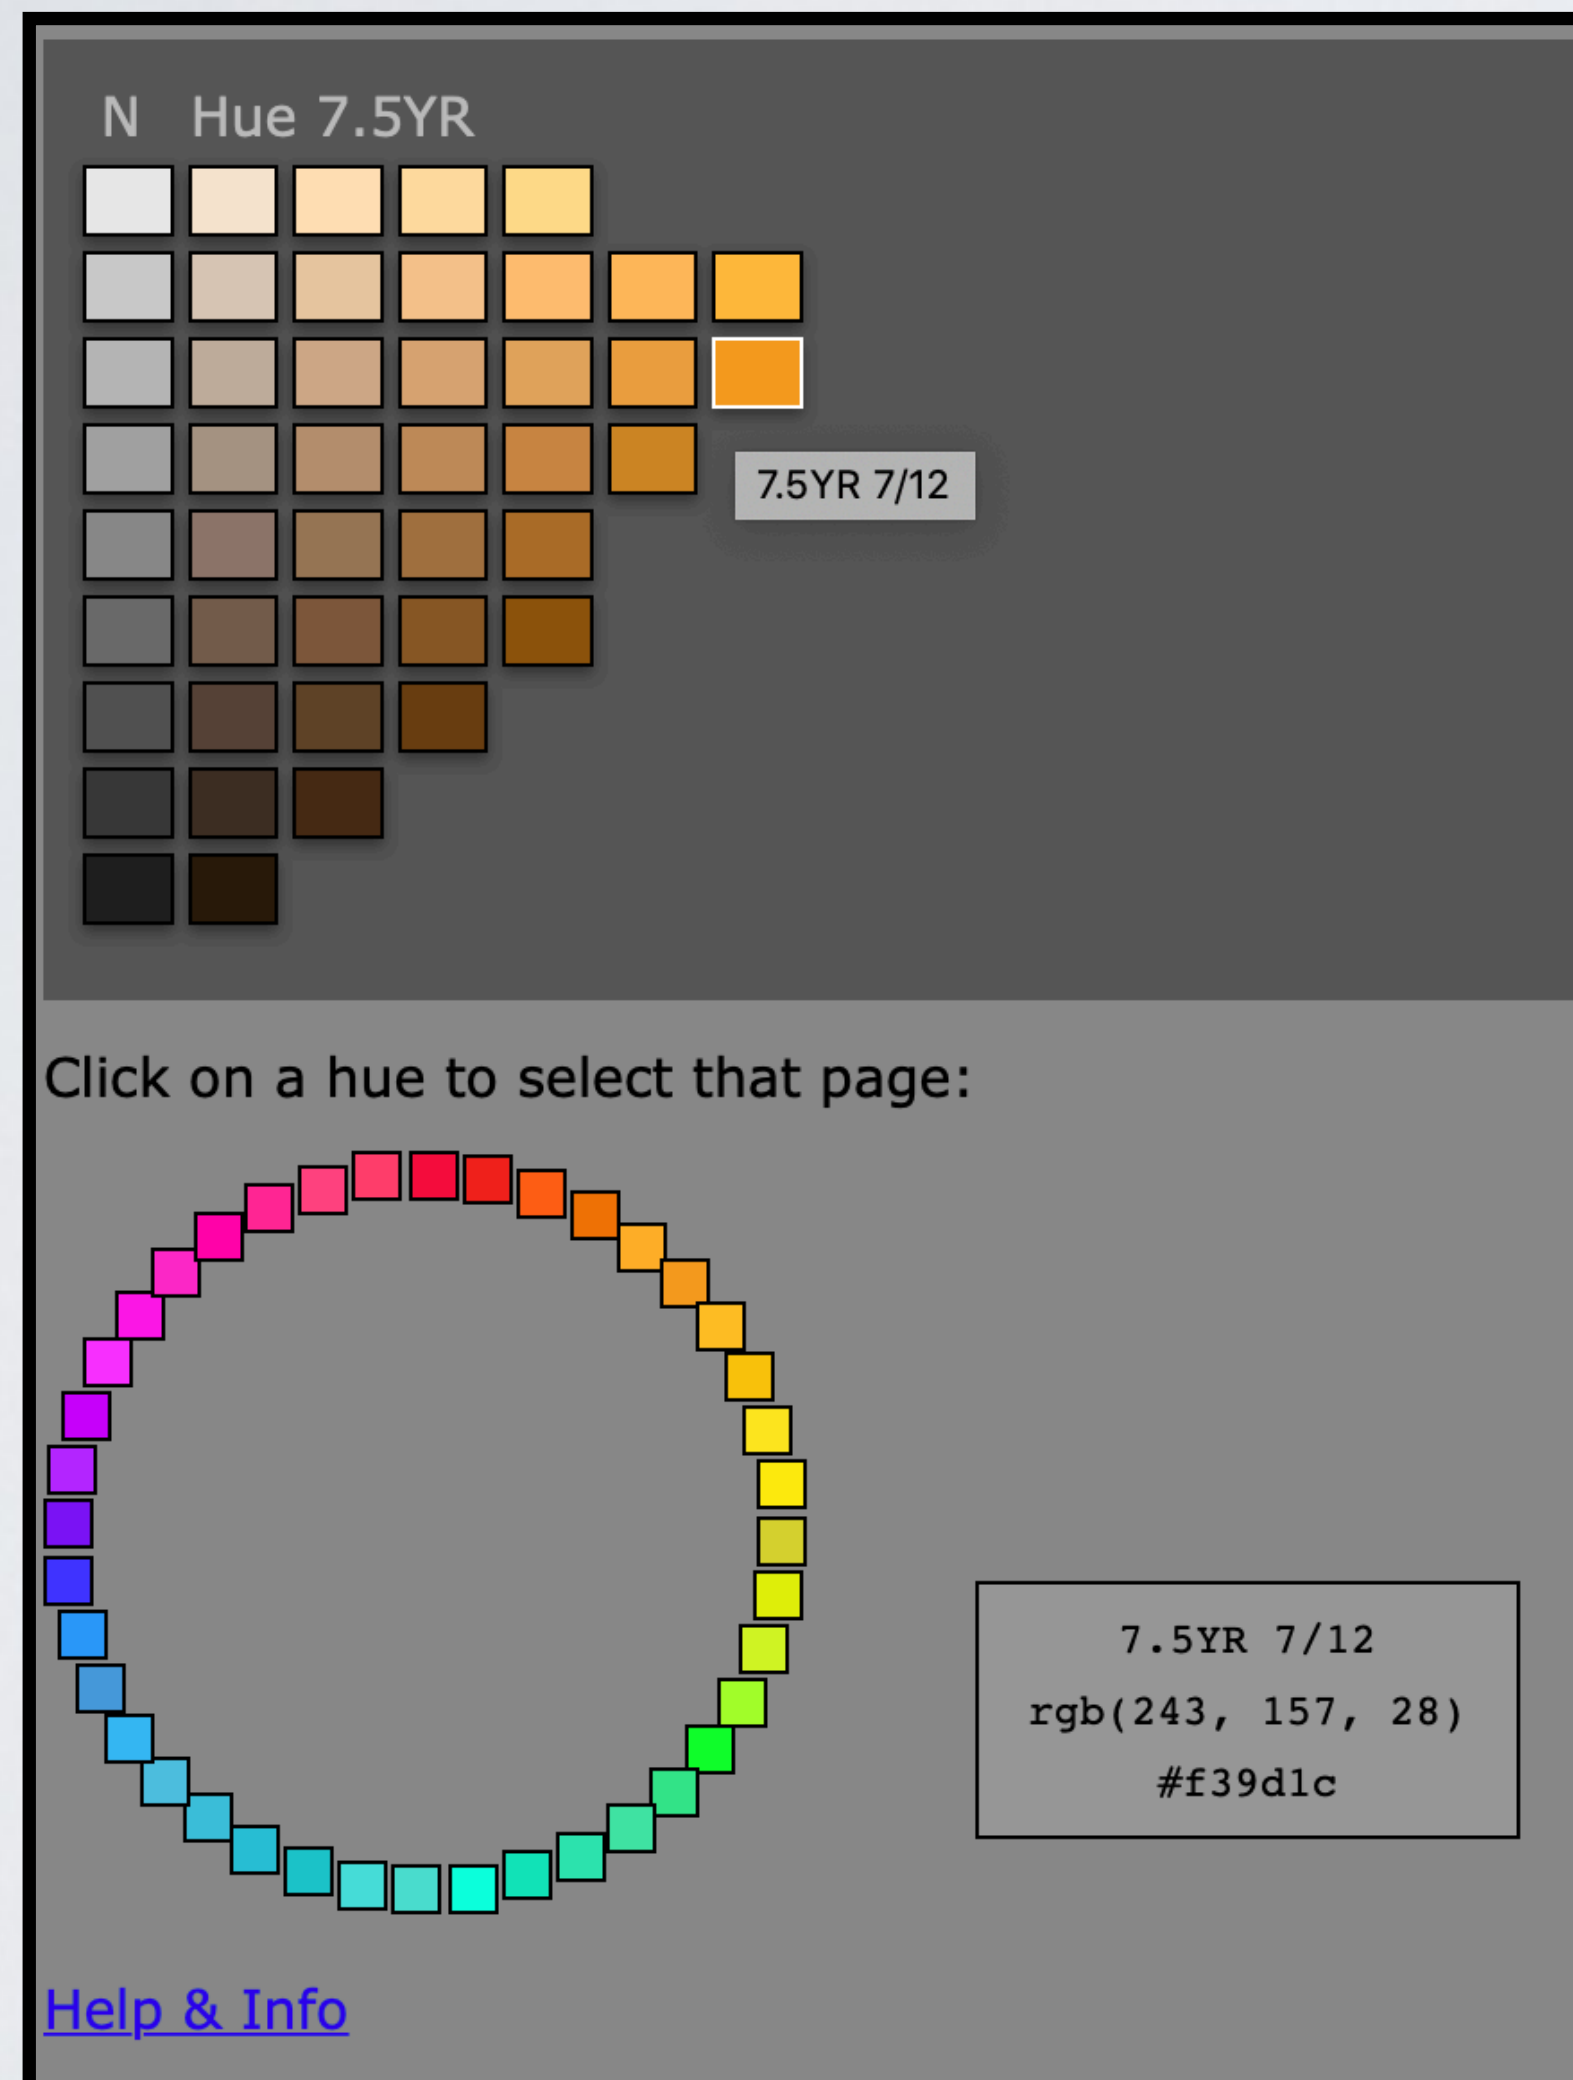 N Hue 7.5YR
7.5YR 7/12
Click on a hue to select that page:
7.5YR 7/12
rgb(243, 157, 28)
#f39d1c
Help & Info